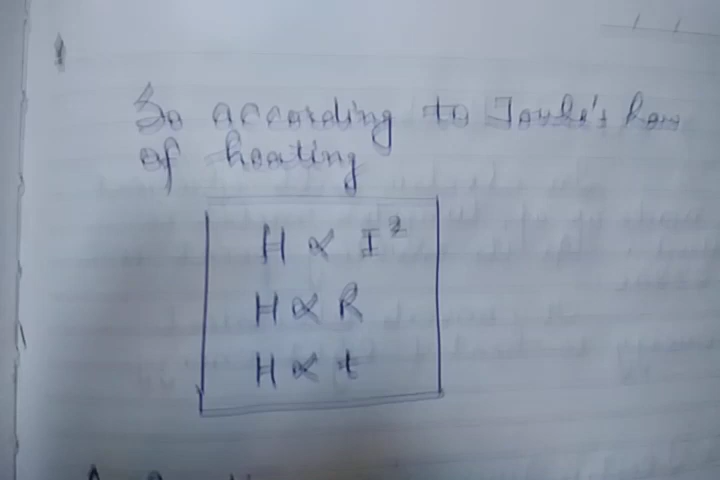 So according to Joule's law
of heating
H ∝ I²
H ∝ R
H ∝ t